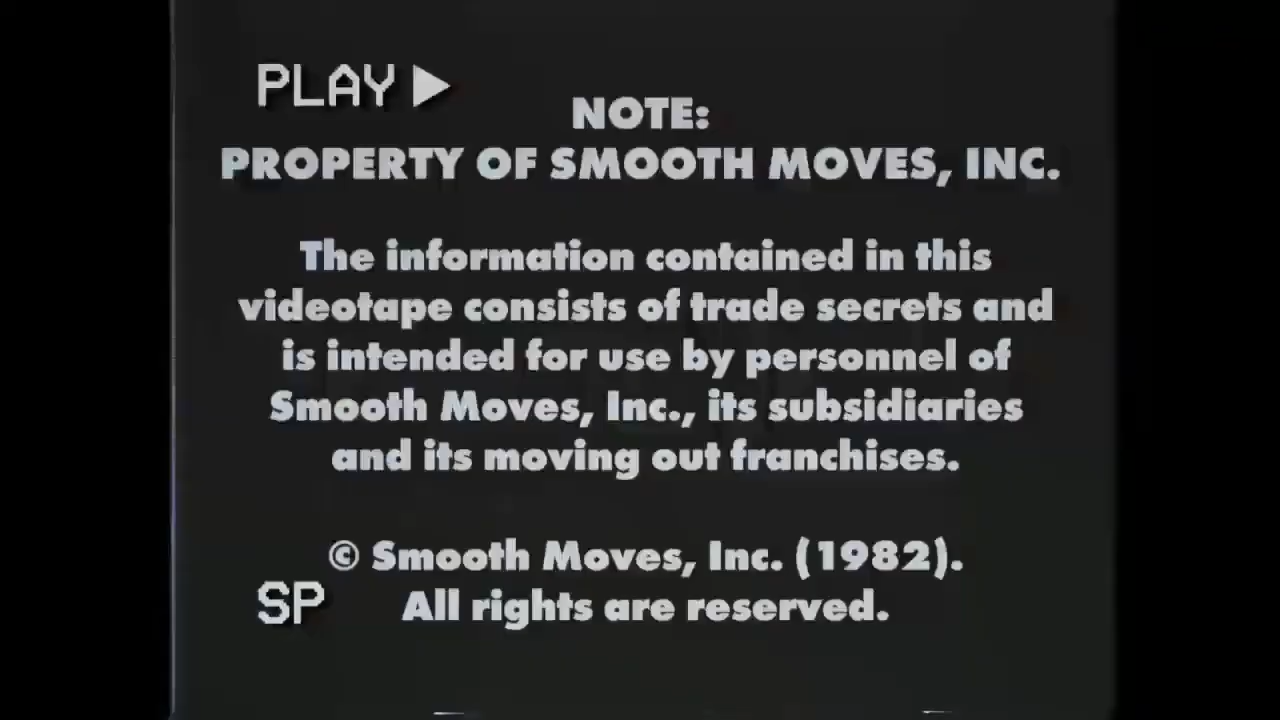 PLAY ▶
NOTE:
PROPERTY OF SMOOTH MOVES, INC.
The information contained in this
videotape consists of trade secrets and
is intended for use by personnel of
Smooth Moves, Inc., its subsidiaries
and its moving out franchises.
© Smooth Moves, Inc. (1982).
SP
All rights are reserved.